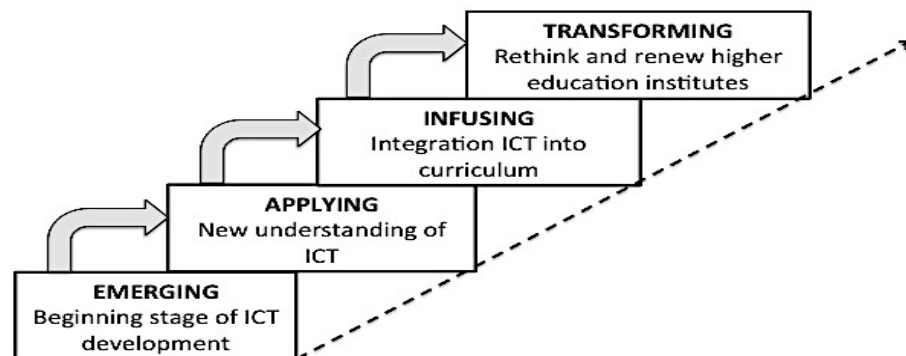 TRANSFORMING
Rethink and renew higher
education institutes
INFUSING
Integration ICT into
curriculum
APPLYING
New understanding of
ICT
EMERGING
Beginning stage of ICT
development